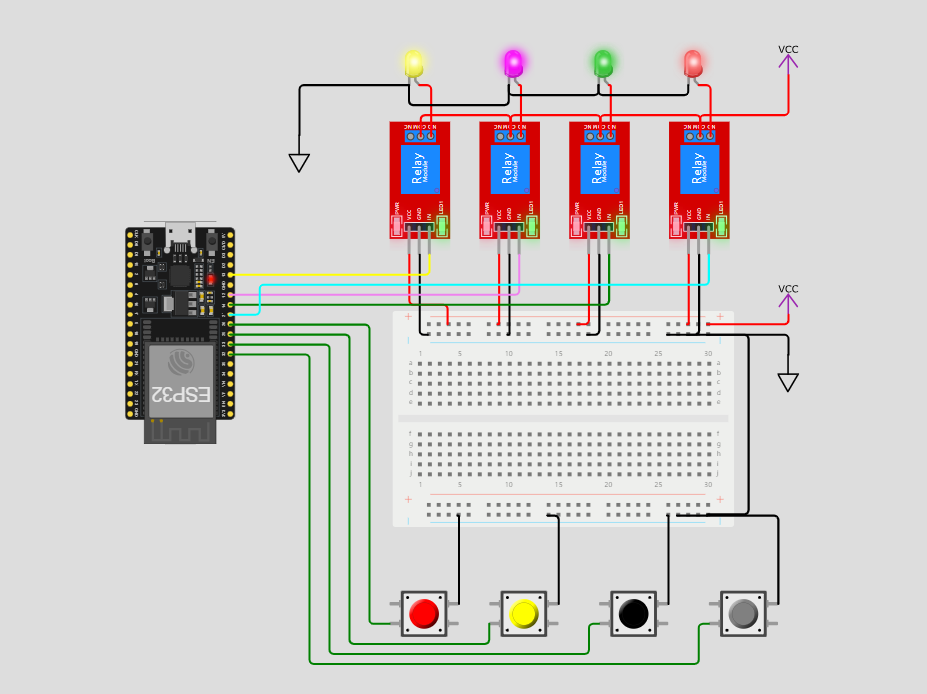 VCC
NO COM NC
NO COM NC
NO COM NC
NO COM NC
Relay
Module
Relay
Module
Relay
Module
Relay
Module
PWR VCC GND IN LED1
PWR VCC GND IN LED1
PWR VCC GND IN LED1
PWR VCC GND IN LED1
EN
Boot
ESP32
VCC
+ +
1 5 10 15 20 25 30
a a
b b
c c
d d
e e
f f
g g
h h
i i
j j
1 5 10 15 20 25 30
+ +